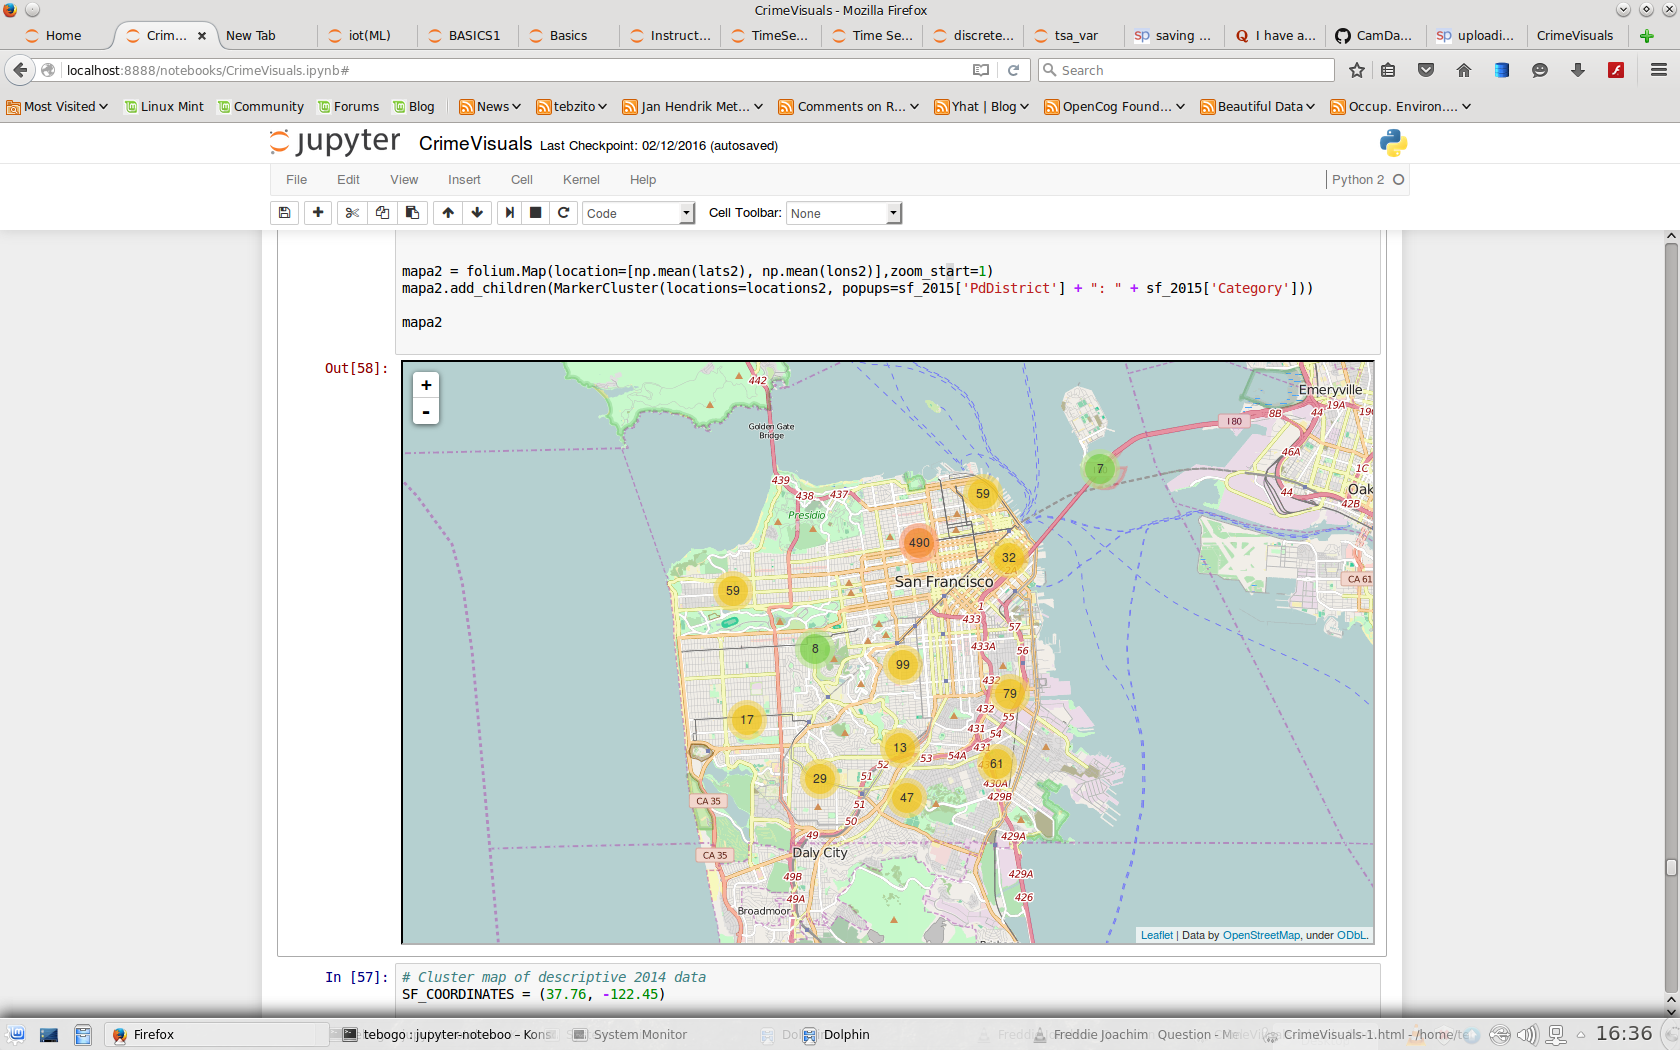 CrimeVisuals - Mozilla Firefox
Home
Crim...
New Tab
iot(ML)
BASICS1
Basics
Instruct...
TimeSe...
Time Se...
discrete...
tsa_var
saving ...
I have a...
CamDa...
uploadi...
CrimeVisuals
localhost:8888/notebooks/CrimeVisuals.ipynb#
Search
Most Visited
Linux Mint
Community
Forums
Blog
News
tebzito
Jan Hendrik Met...
Comments on R...
Yhat | Blog
OpenCog Found...
Beautiful Data
Occup. Environ....
jupyter CrimeVisuals Last Checkpoint: 02/12/2016 (autosaved)
File Edit View Insert Cell Kernel Help
Python 2
Code
Cell Toolbar: None
mapa2 = folium.Map(location=[np.mean(lats2), np.mean(lons2)],zoom_start=1)
mapa2.add_children(MarkerCluster(locations=locations2, popups=sf_2015['PdDistrict'] + ": " + sf_2015['Category']))
mapa2
Out[58]:
+
-
442
Golden Gate
Bridge
Emeryville
19A
8B
44
I 80
46A
1C
44
42B
Oak
7
439
438
437
Presidio
59
490
32
2A
San Francisco
CA 61
59
1
433
57
433A
56
8
99
432
79
432
55
431
54
17
13
431
53
54A
52
61
430A
29
51
47
429B
CA 35
51
50
49
429A
CA 35
Daly City
49B
429A
49A
426
Broadmoor
Leaflet | Data by OpenStreetMap, under ODbL.
In [57]:
# Cluster map of descriptive 2014 data
SF_COORDINATES = (37.76, -122.45)
Firefox
tebogo : jupyter-noteboo – Kons
System Monitor
Dolphin
Freddie Joachim
Question - M
CrimeVisuals-1.html - /home/te
16:36